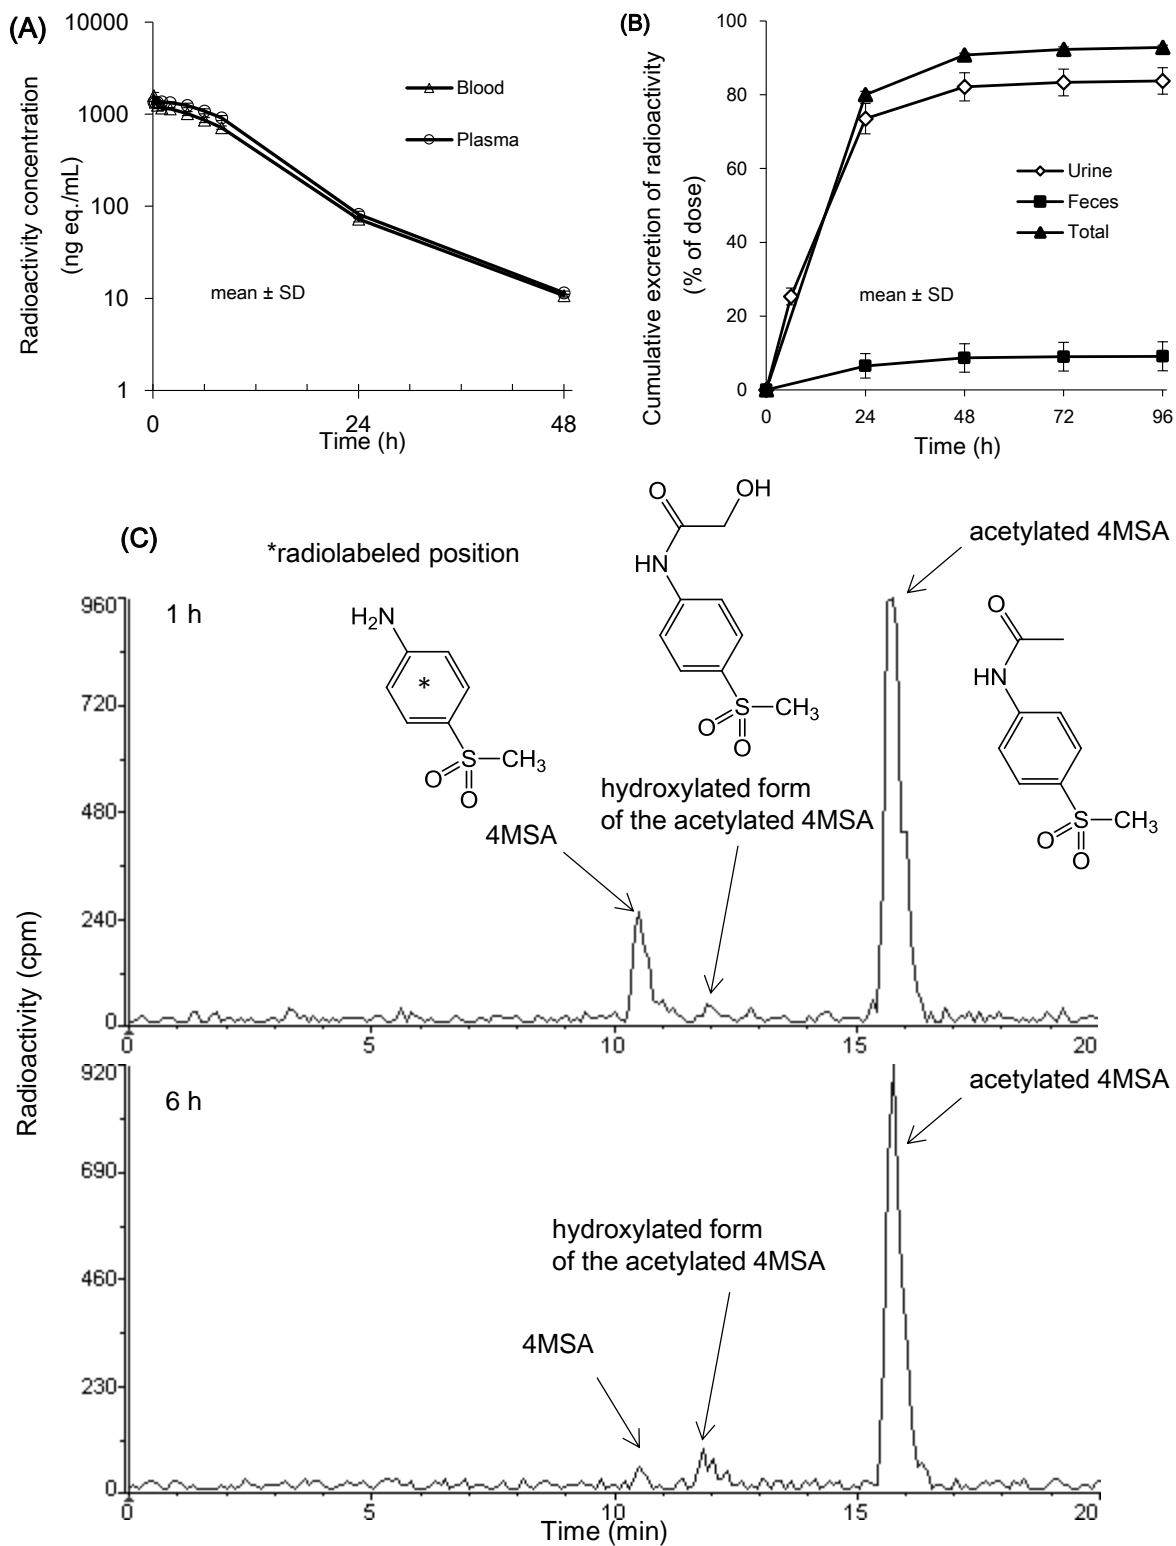 (A)
Radioactivity concentration
(ng eq./mL)
10000
1000
100
10
1
Blood
Plasma
mean ± SD
0
24
48
Time (h)
(B)
Cumulative excretion of radioactivity
(% of dose)
100
80
60
40
20
0
Urine
Feces
Total
mean ± SD
0
24
48
72
96
Time (h)
(C)
*radiolabeled position
1 h
H2N
*
S
CH3
O
O
O
OH
HN
S
CH3
O
O
acetylated 4MSA
O
HN
S
CH3
O
O
4MSA
hydroxylated form
of the acetylated 4MSA
Radioactivity (cpm)
960
720
480
240
0
0
5
10
15
20
6 h
acetylated 4MSA
hydroxylated form
of the acetylated 4MSA
4MSA
920
690
460
230
0
0
5
10
15
20
Time (min)